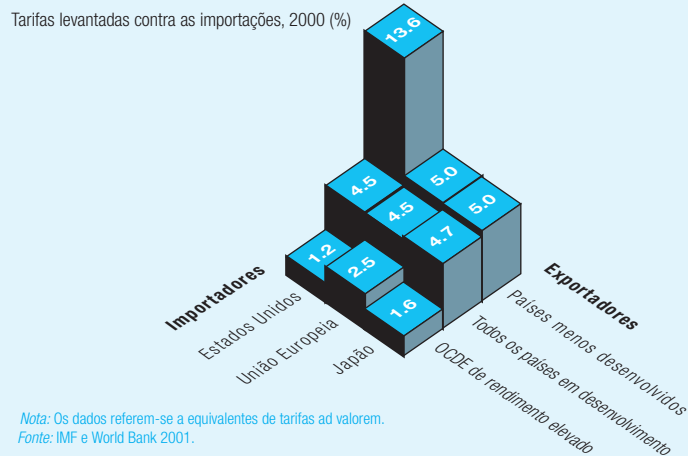 Tarifas levantadas contra as importações, 2000 (%)
13.6
4.5
5.0
4.5
5.0
1.2
2.5
4.7
1.6
Importadores
Estados Unidos
União Europeia
Japão
Exportadores
Países menos desenvolvidos
Todos os países em desenvolvimento
OCDE de rendimento elevado
Nota: Os dados referem-se a equivalentes de tarifas ad valorem.
Fonte: IMF e World Bank 2001.